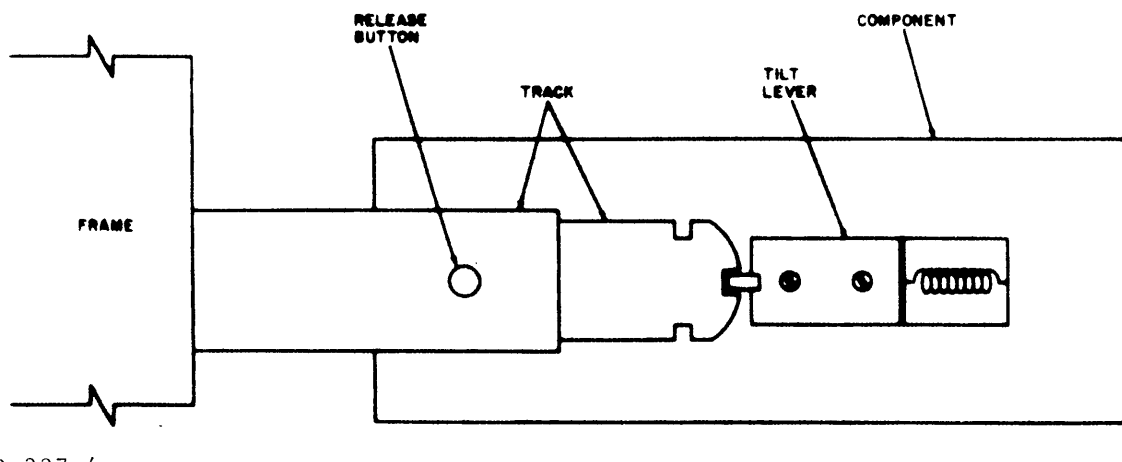 RELEASE
BUTTON
COMPONENT
TILT
LEVER
TRACK
FRAME